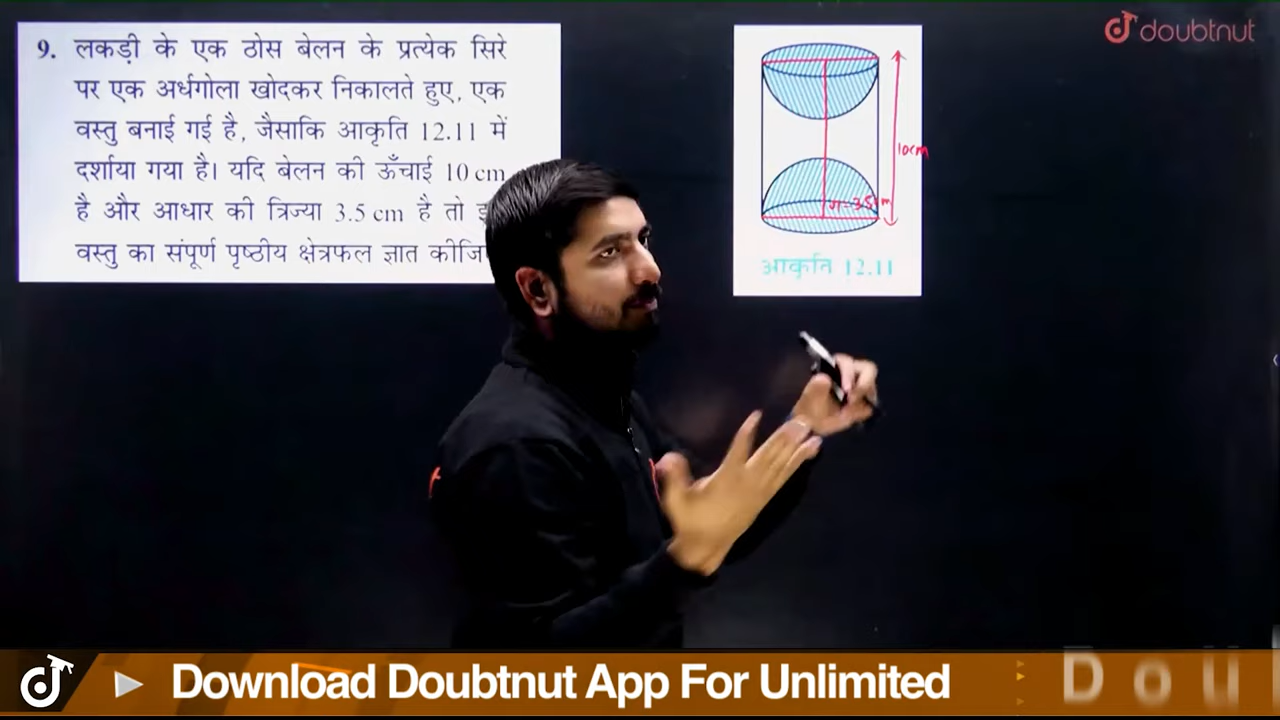 9. लकड़ी के एक ठोस बेलन के प्रत्येक सिरे
पर एक अर्धगोला खोदकर निकालते हुए, एक
वस्तु बनाई गई है, जैसाकि आकृति 12.11 में
दर्शाया गया है। यदि बेलन की ऊँचाई 10 cm
है और आधार की त्रिज्या 3.5 cm है तो
वस्तु का संपूर्ण पृष्ठीय क्षेत्रफल ज्ञात
10cm
आकृति 12.11
doubtnut
Download Doubtnut App For Unlimited
D o u